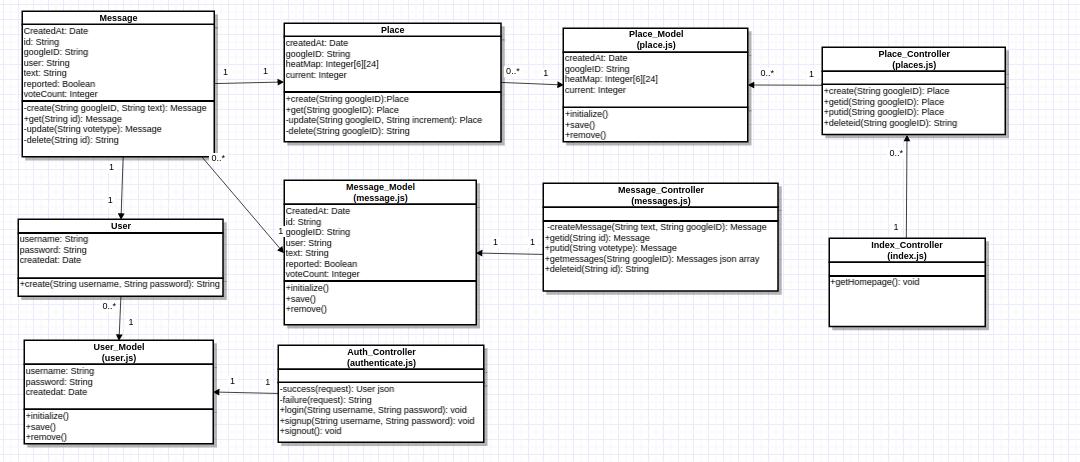 Message
CreatedAt: Date
id: String
googleID: String
user: String
text: String
reported: Boolean
voteCount: Integer
-create(String googleID, String text): Message
+get(String id): Message
-update(String votetype): Message
-delete(String id): String
1
1
Place
createdAt: Date
googleID: String
heatMap: Integer[6][24]
current: Integer
+create(String googleID):Place
+get(String googleID): Place
-update(String googleID, String increment): Place
-delete(String googleID): String
0..*
1
Place_Model
(place.js)
createdAt: Date
googleID: String
heatMap: Integer[6][24]
current: Integer
+initialize()
+save()
+remove()
0..*
1
Place_Controller
(places.js)
+create(String googleID): Place
+getid(String googleID): Place
+putid(String googleID): Place
+deleteid(String googleID): String
0..*
1
1
1
0..*
1
User
username: String
password: String
createdat: Date
+create(String username, String password): String
0..*
1
Message_Model
(message.js)
CreatedAt: Date
id: String
googleID: String
user: String
text: String
reported: Boolean
voteCount: Integer
+initialize()
+save()
+remove()
1
1
Message_Controller
(messages.js)
-createMessage(String text, String googleID): Message
+getid(String id): Message
+putid(String votetype): Message
+getmessages(String googleID): Messages json array
+deleteid(String id): String
Index_Controller
(index.js)
+getHomepage(): void
User_Model
(user.js)
username: String
password: String
createdat: Date
+initialize()
+save()
+remove()
1
1
Auth_Controller
(authenticate.js)
-success(request): User json
-failure(request): String
+login(String username, String password): void
+signup(String username, String password): void
+signout(): void